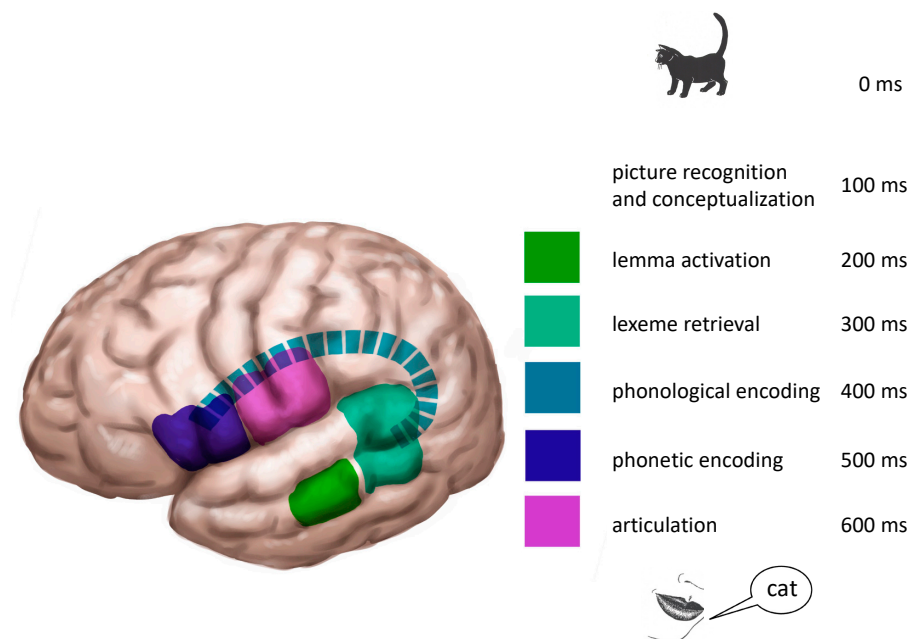 0 ms
picture recognition
and conceptualization 100 ms
lemma activation 200 ms
lexeme retrieval 300 ms
phonological encoding 400 ms
phonetic encoding 500 ms
articulation 600 ms
cat